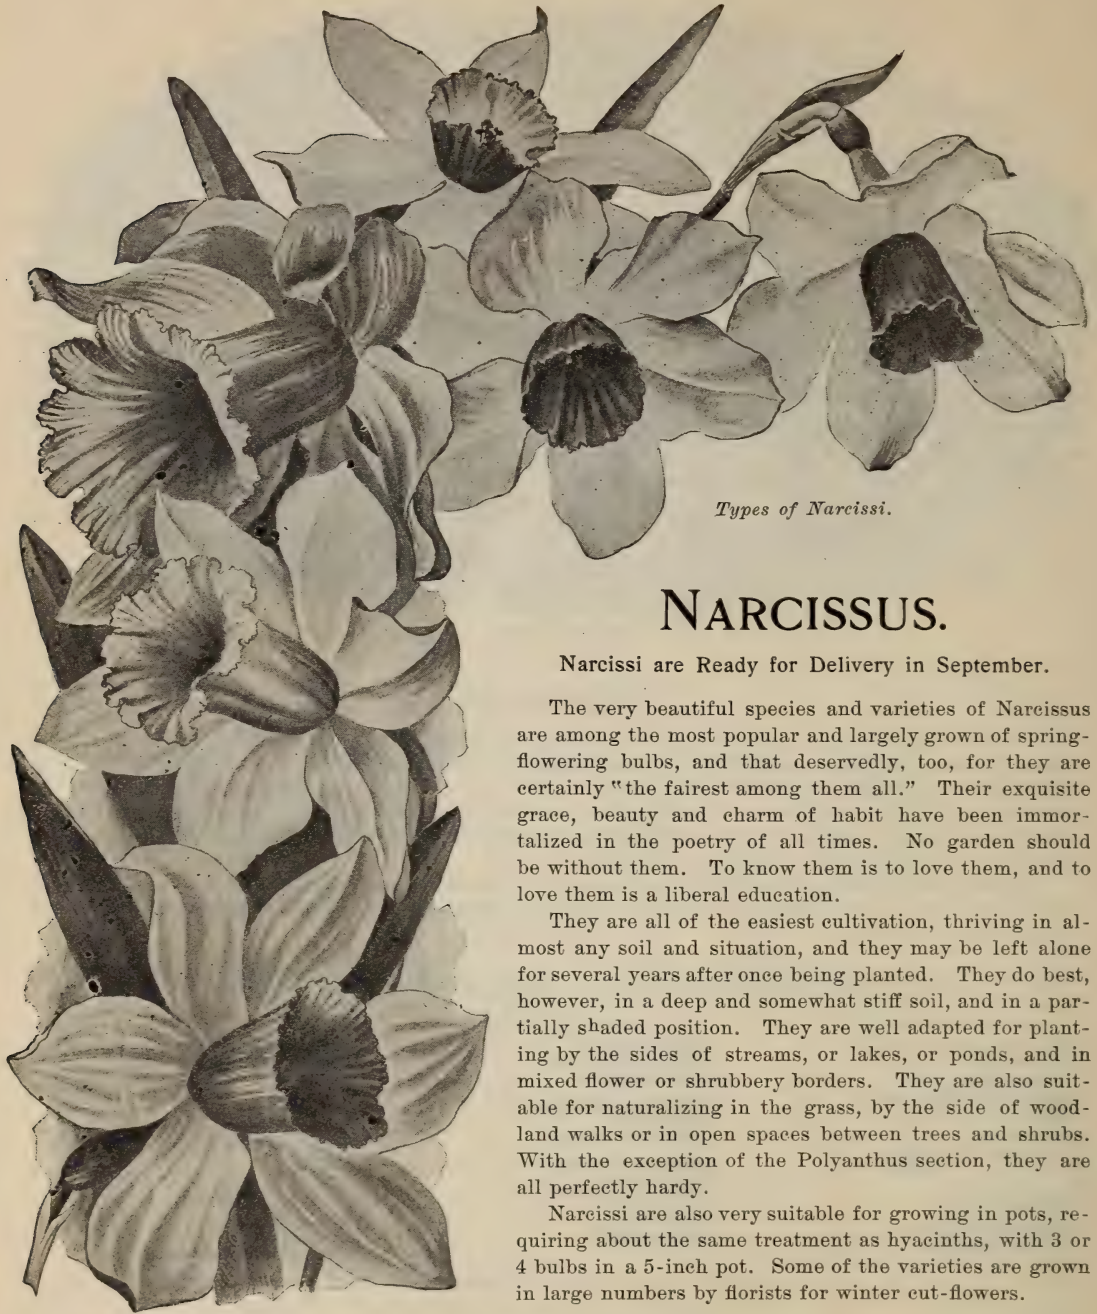 Types of Narcissi.
NARCISSUS.
Narcissi are Ready for Delivery in September.
The very beautiful species and varieties of Narcissus
are among the most popular and largely grown of spring-
flowering bulbs, and that deservedly, too, for they are
certainly "the fairest among them all." Their exquisite
grace, beauty and charm of habit have been immor-
talized in the poetry of all times. No garden should
be without them. To know them is to love them, and to
love them is a liberal education.
They are all of the easiest cultivation, thriving in al-
most any soil and situation, and they may be left alone
for several years after once being planted. They do best,
however, in a deep and somewhat stiff soil, and in a par-
tially shaded position. They are well adapted for plant-
ing by the sides of streams, or lakes, or ponds, and in
mixed flower or shrubbery borders. They are also suit-
able for naturalizing in the grass, by the side of wood-
land walks or in open spaces between trees and shrubs.
With the exception of the Polyanthus section, they are
all perfectly hardy.
Narcissi are also very suitable for growing in pots, re-
quiring about the same treatment as hyacinths, with 3 or
4 bulbs in a 5-inch pot. Some of the varieties are grown
in large numbers by florists for winter cut-flowers.